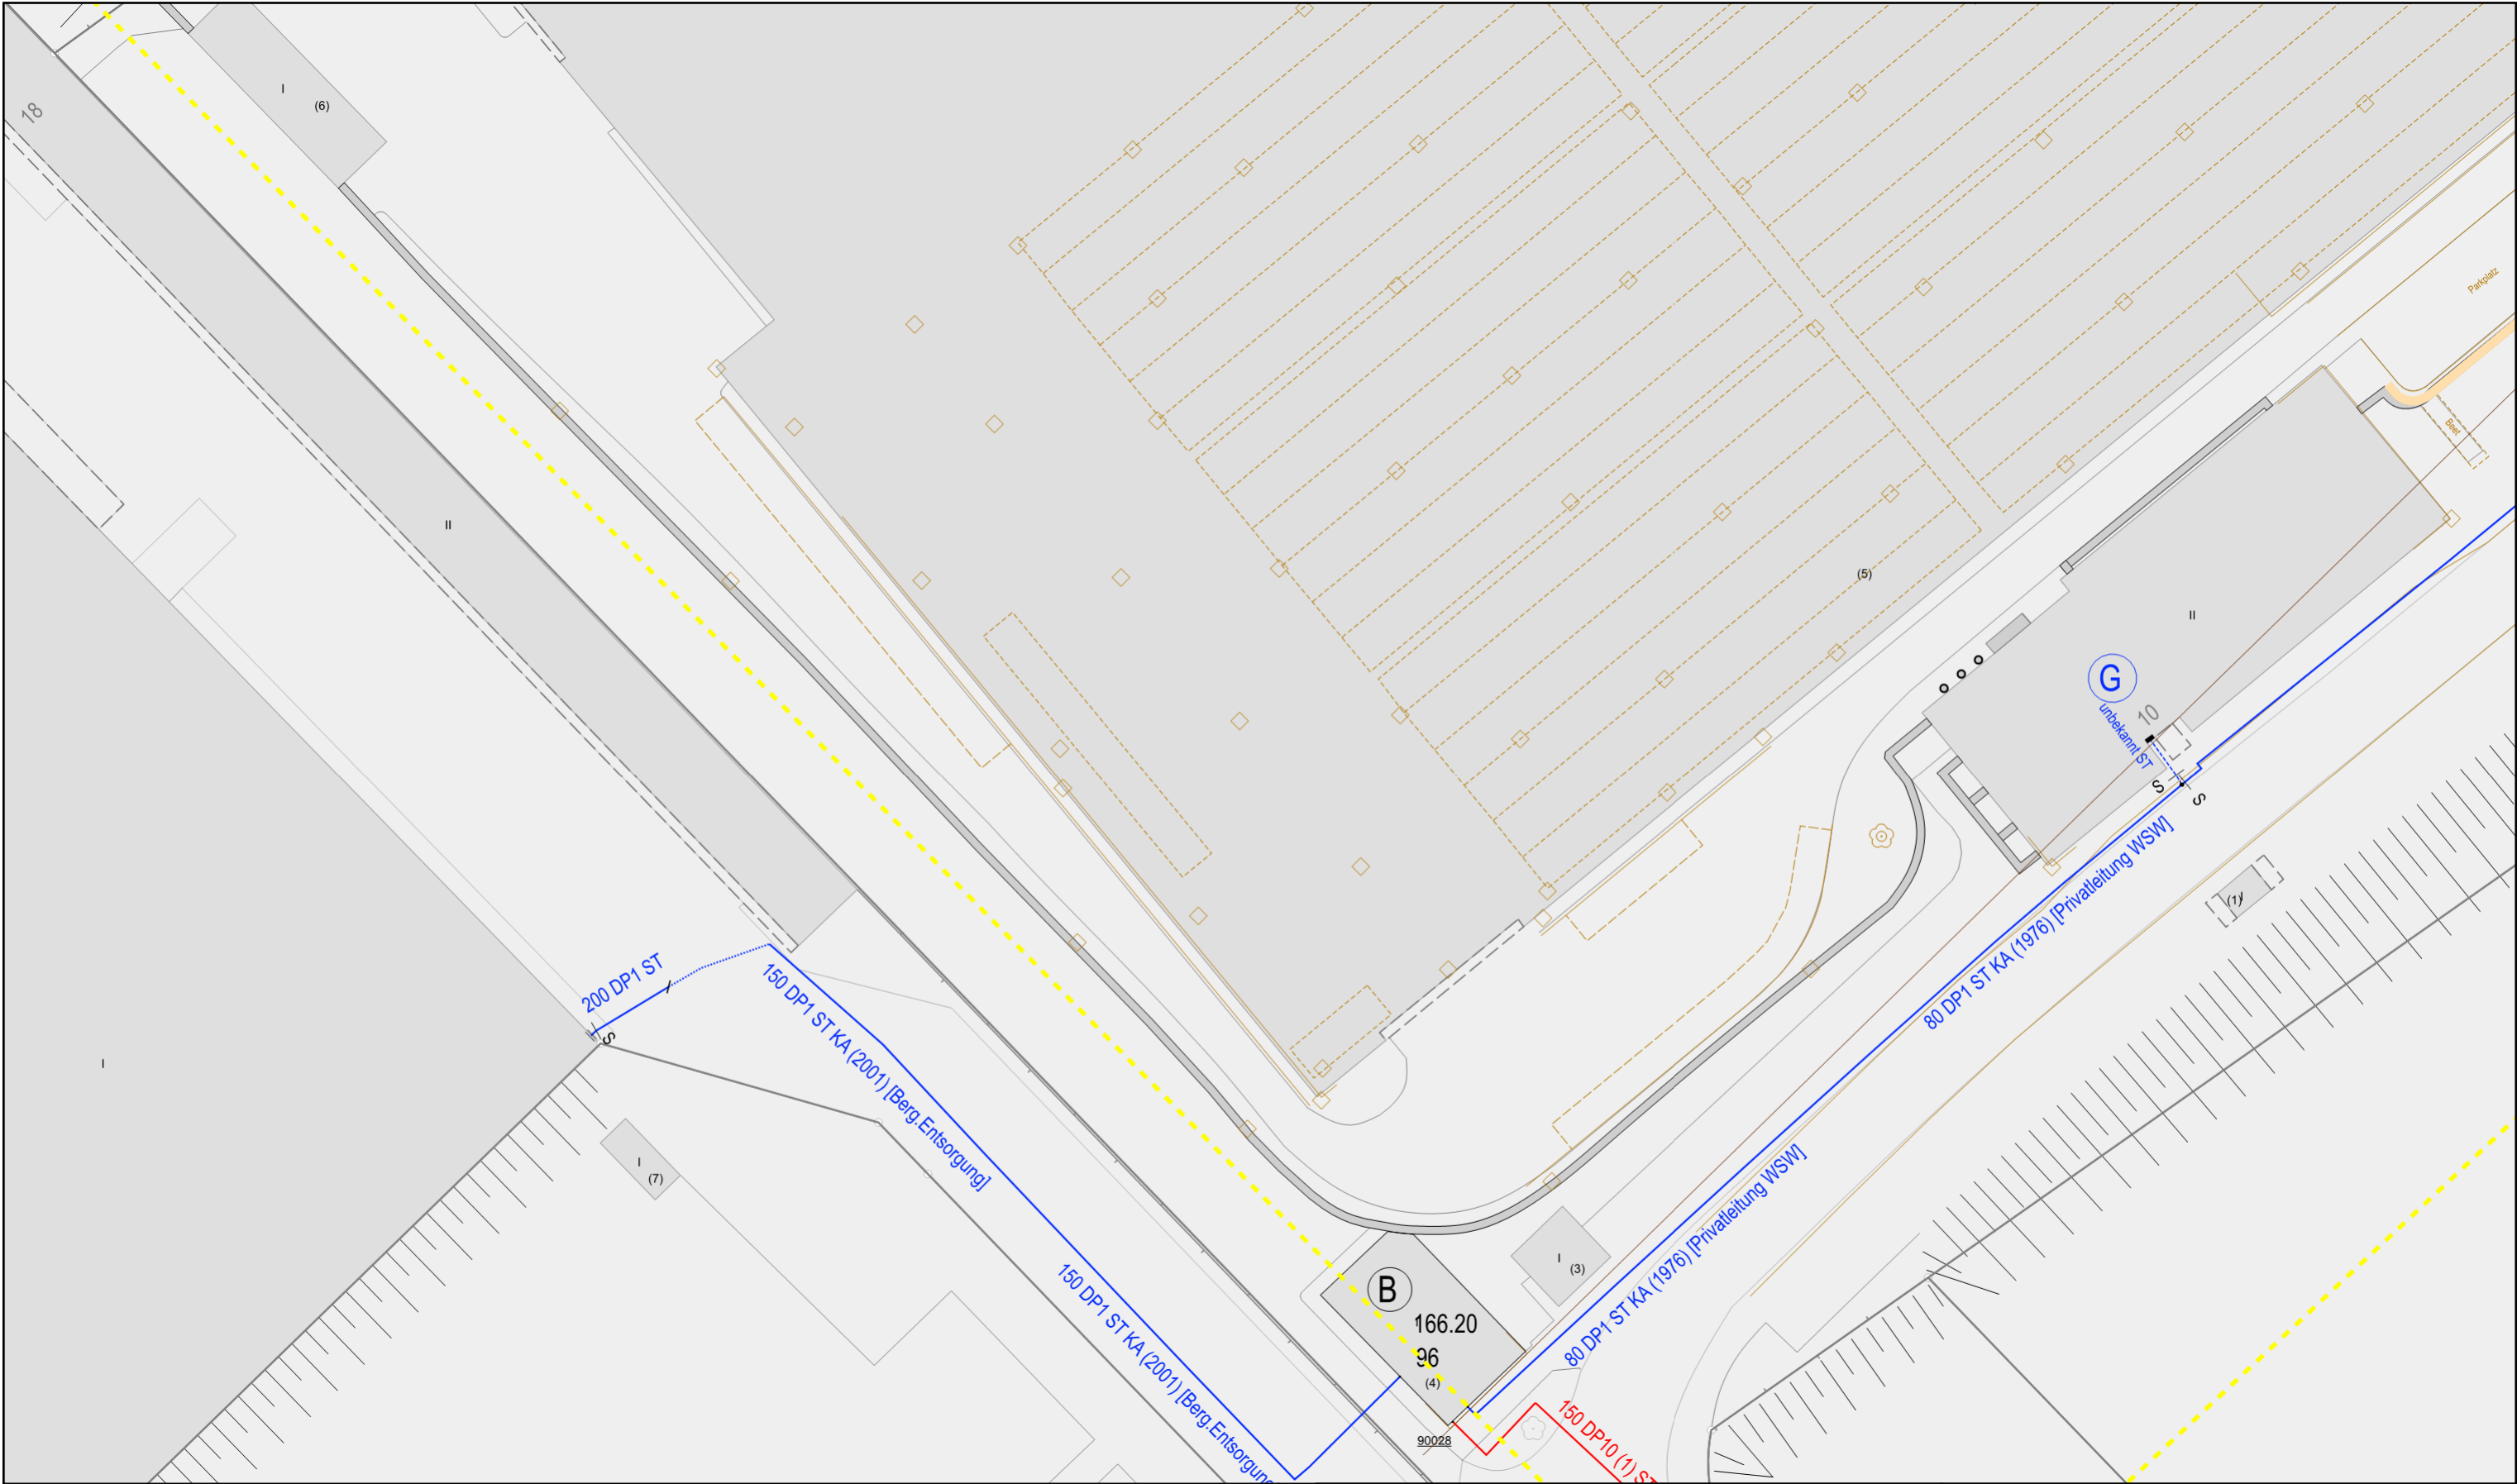 I
(6)
18
Parkplatz
Beet
II
(5)
II
G
10
unbekannt ST
S
S
80 DP1 ST KA (1976) [Privatleitung WSW]
(1)
I
200 DP1 ST
150 DP1 ST KA (2001) [Berg.Entsorgung]
S
I
I
(7)
80 DP1 ST KA (1976) [Privatleitung WSW]
I
(3)
B
166.20
96
(4)
150 DP1 ST KA (2001) [Berg.Entsorgung
90028
150 DP10 (1) ST